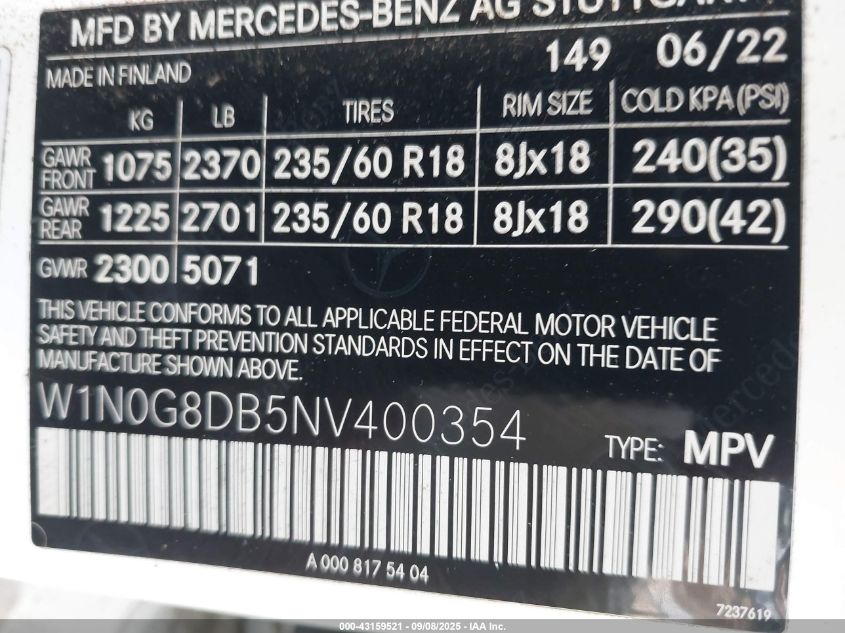 MFD BY MERCEDES-BENZ AG STUTTGART
149 06/22
MADE IN FINLAND
KG LB TIRES RIM SIZE COLD KPA (PSI)
GAWR FRONT 1075 2370 235/60 R18 8Jx18 240(35)
GAWR REAR 1225 2701 235/60 R18 8Jx18 290(42)
GVWR 2300 5071
THIS VEHICLE CONFORMS TO ALL APPLICABLE FEDERAL MOTOR VEHICLE
SAFETY AND THEFT PREVENTION STANDARDS IN EFFECT ON THE DATE OF
MANUFACTURE SHOWN ABOVE.
W1N0G8DB5NV400354
TYPE: MPV
A 000 817 54 04
7237619
000-43159521 - 09/08/2025 - IAA Inc.